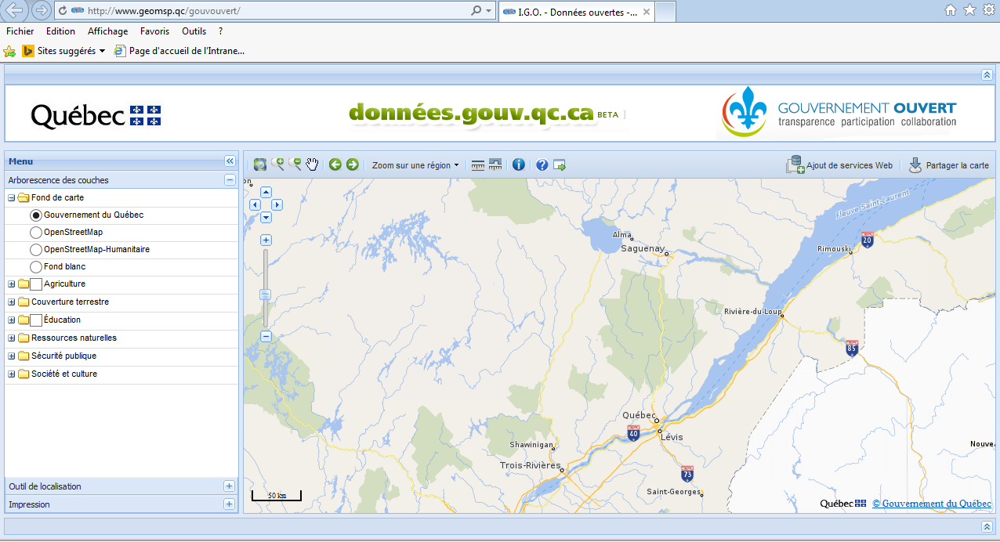 http://www.geomsp.qc/gouvouvert/
I.G.O. - Données ouvertes -...
Fichier Edition Affichage Favoris Outils ?
Sites suggérés Page d'accueil de l'Intrane...
Québec
données.gouv.qc.ca BETA
GOUVERNEMENT OUVERT
transparence participation collaboration
Menu
Arborescence des couches
Fond de carte
Gouvernement du Québec
OpenStreetMap
OpenStreetMap-Humanitaire
Fond blanc
Agriculture
Couverture terrestre
Éducation
Ressources naturelles
Sécurité publique
Société et culture
Outil de localisation
Impression
Zoom sur une région
Ajout de services Web
Partager la carte
Fleuve Saint-Laurent
Alma
Saguenay
Rimouski
20
Rivière-du-Loup
85
Québec
40
Lévis
Shawinigan
Nouve
Trois-Rivières
73
Saint-Georges
50 km
Québec
© Gouvernement du Québec